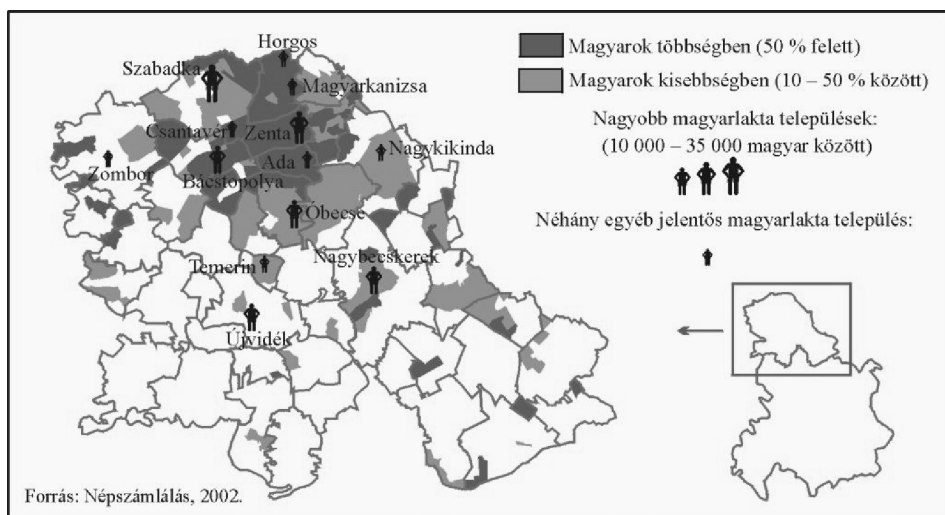 Horgos
Szabadka
Magyarkanizsa
Csantavér
Zenta
Nagykikinda
Zombor
Ada
Bácstopolya
Óbecse
Temerin
Nagybecskerek
Újvidék
Magyarok többségben (50 % felett)
Magyarok kisebbségben (10 – 50 % között)
Nagyobb magyarlakta települések:
(10 000 – 35 000 magyar között)
Néhány egyéb jelentős magyarlakta település:
Forrás: Népszámlálás, 2002.